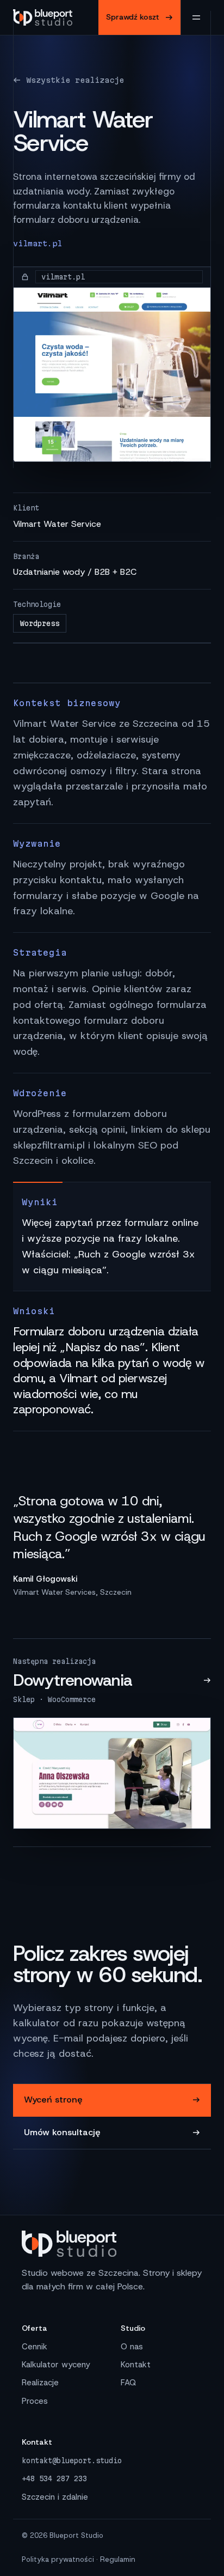 blueport
studio
Sprawdź koszt →
← Wszystkie realizacje
Vilmart Water
Service
Strona internetowa szczecińskiej firmy od
uzdatniania wody. Zamiast zwykłego
formularza kontaktu klient wypełnia
formularz doboru urządzenia.
vilmart.pl
vilmart.pl
Vilmart
Czysta woda –
czysta jakość!
Uzdatnianie wody na miarę
Twoich potrzeb.
Klient
Vilmart Water Service
Branża
Uzdatnianie wody / B2B + B2C
Technologie
Wordpress
Kontekst biznesowy
Vilmart Water Service ze Szczecina od 15
lat dobiera, montuje i serwisuje
zmiękczacze, odżelaziacze, systemy
odwróconej osmozy i filtry. Stara strona
wyglądała przestarzale i przynosiła mało
zapytań.
Wyzwanie
Nieczytelny projekt, brak wyraźnego
przycisku kontaktu, mało wysłanych
formularzy i słabe pozycje w Google na
frazy lokalne.
Strategia
Na pierwszym planie usługi: dobór,
montaż i serwis. Opinie klientów zaraz
pod ofertą. Zamiast ogólnego formularza
kontaktowego formularz doboru
urządzenia, w którym klient opisuje swoją
wodę.
Wdrożenie
WordPress z formularzem doboru
urządzenia, sekcją opinii, linkiem do sklepu
sklepzfiltrami.pl i lokalnym SEO pod
Szczecin i okolice.
Wyniki
Więcej zapytań przez formularz online
i wyższe pozycje na frazy lokalne.
Właściciel: „Ruch z Google wzrósł 3x
w ciągu miesiąca”.
Wnioski
Formularz doboru urządzenia działa
lepiej niż „Napisz do nas”. Klient
odpowiada na kilka pytań o wodę w
domu, a Vilmart od pierwszej
wiadomości wie, co mu
zaproponować.
„Strona gotowa w 10 dni,
wszystko zgodnie z ustaleniami.
Ruch z Google wzrósł 3x w ciągu
miesiąca.”
Kamil Głogowski
Vilmart Water Services, Szczecin
Następna realizacja
Dowytrenowania →
Sklep · WooCommerce
Anna Szewczewska
Policz zakres swojej
strony w 60 sekund.
Wybierasz typ strony i funkcje, a
kalkulator od razu pokazuje wstępną
wycenę. E-mail podajesz dopiero, jeśli
chcesz ją dostać.
Wyceń stronę →
Umów konsultację →
blueport
studio
Studio webowe ze Szczecina. Strony i sklepy
dla małych firm w całej Polsce.
Oferta
Cennik
Kalkulator wyceny
Realizacje
Proces
Studio
O nas
Kontakt
FAQ
Kontakt
kontakt@blueport.studio
+48 534 287 233
Szczecin i zdalnie
© 2026 Blueport Studio
Polityka prywatności · Regulamin